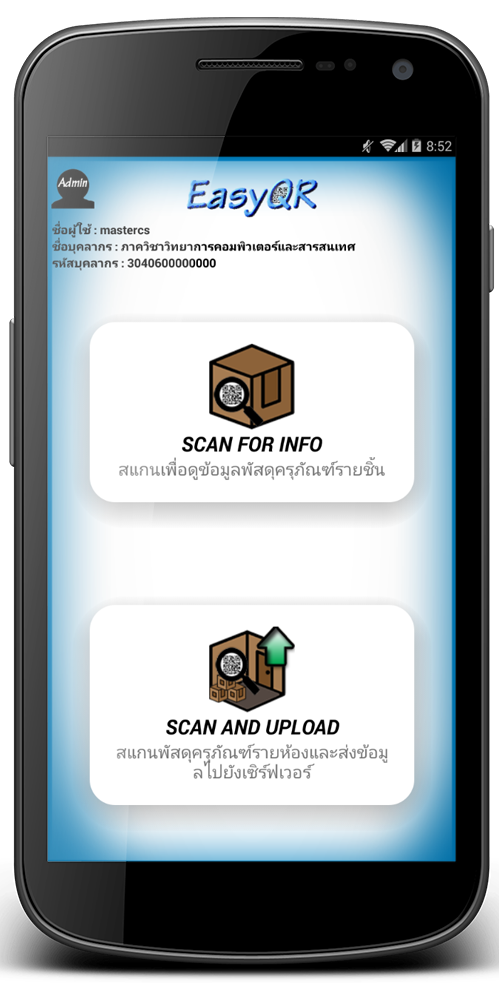 8:52
Admin
EasyQR
ชื่อผู้ใช้ : mastercs
ชื่อบุคลากร : ภาควิชาวิทยาการคอมพิวเตอร์และสารสนเทศ
รหัสบุคลากร : 3040600000000
SCAN FOR INFO
สแกนเพื่อดูข้อมูลพัสดุครุภัณฑ์รายชิ้น
SCAN AND UPLOAD
สแกนพัสดุครุภัณฑ์รายห้องและส่งข้อมู
ลไปยังเซิร์ฟเวอร์